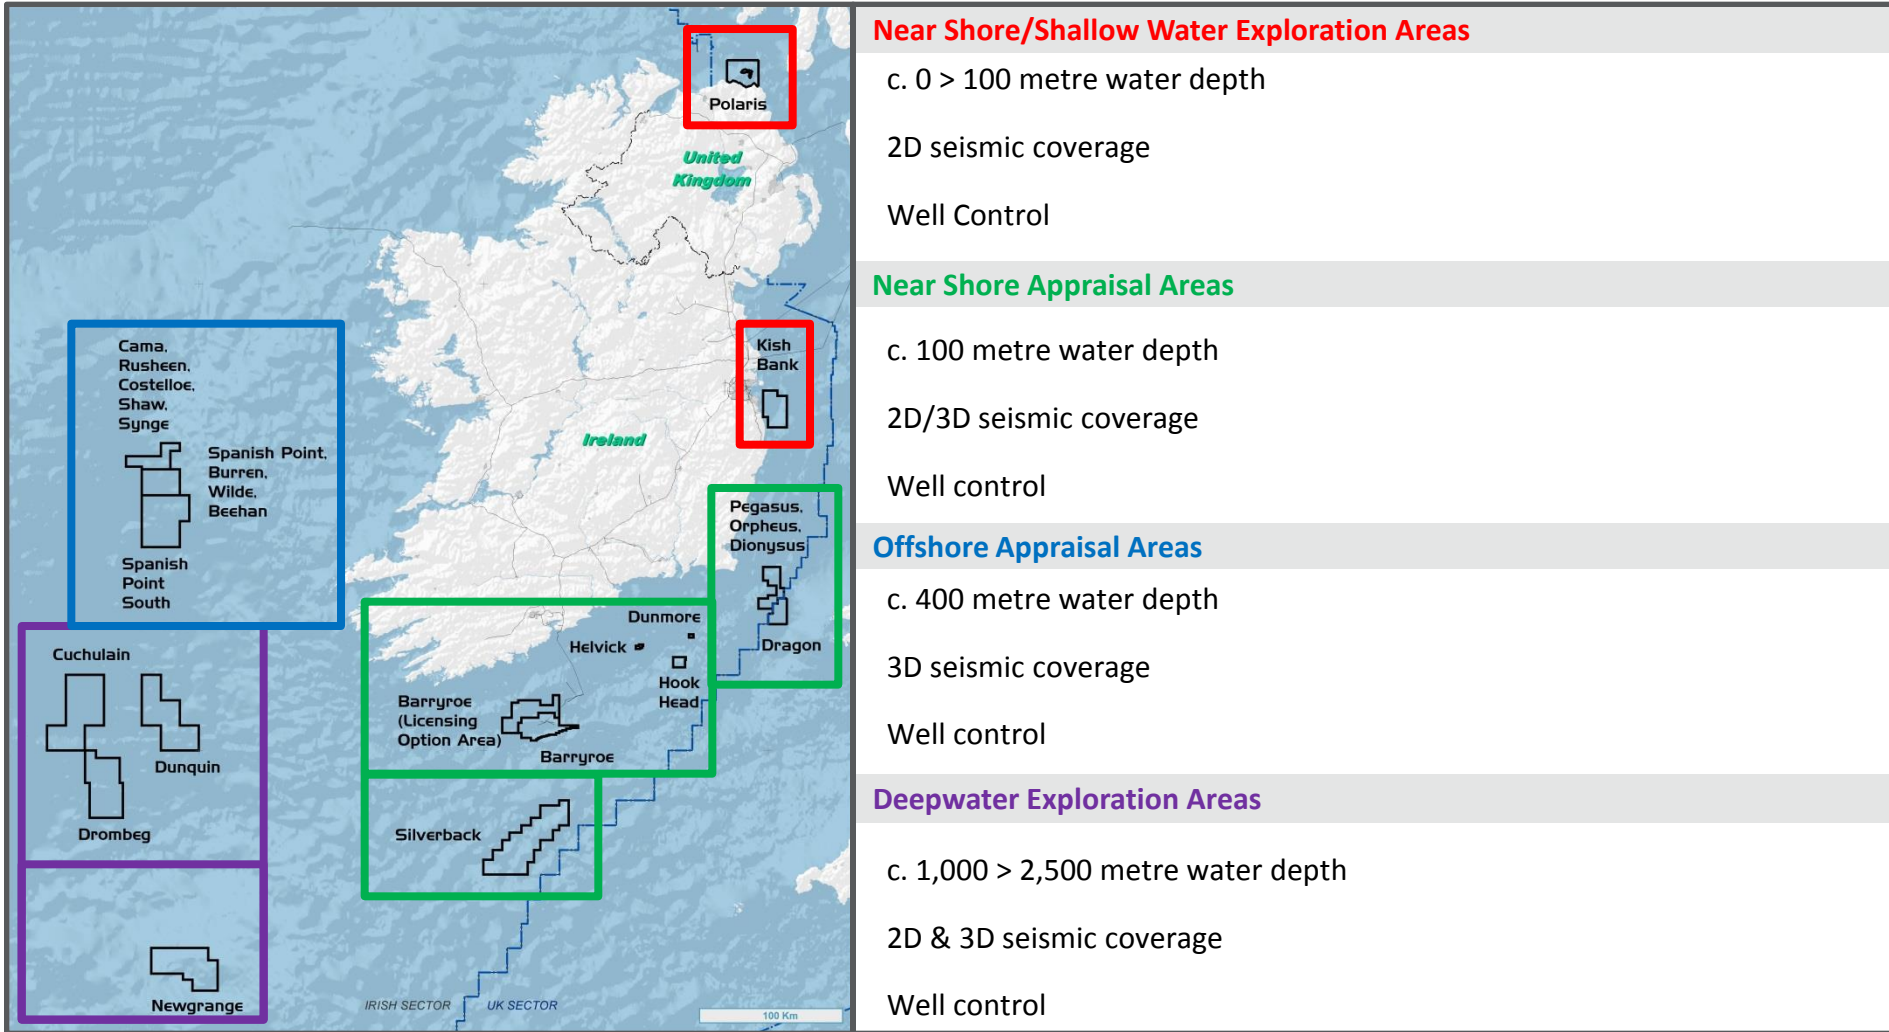 Polaris
United
Kingdom
Kish
Bank
Ireland
Cama,
Rusheen,
Costelloe,
Shaw,
Synge
Spanish Point,
Burren,
Wilde,
Beehan
Spanish
Point
South
Pegasus,
Orpheus,
Dionysus
Dragon
Dunmore
Helvick
Hook
Head
Barryroe
(Licensing
Option Area)
Barryroe
Cuchulain
Dunquin
Drombeg
Silverback
Newgrange
IRISH SECTOR
UK SECTOR
100 Km
Near Shore/Shallow Water Exploration Areas
c. 0 > 100 metre water depth
2D seismic coverage
Well Control
Near Shore Appraisal Areas
c. 100 metre water depth
2D/3D seismic coverage
Well control
Offshore Appraisal Areas
c. 400 metre water depth
3D seismic coverage
Well control
Deepwater Exploration Areas
c. 1,000 > 2,500 metre water depth
2D & 3D seismic coverage
Well control